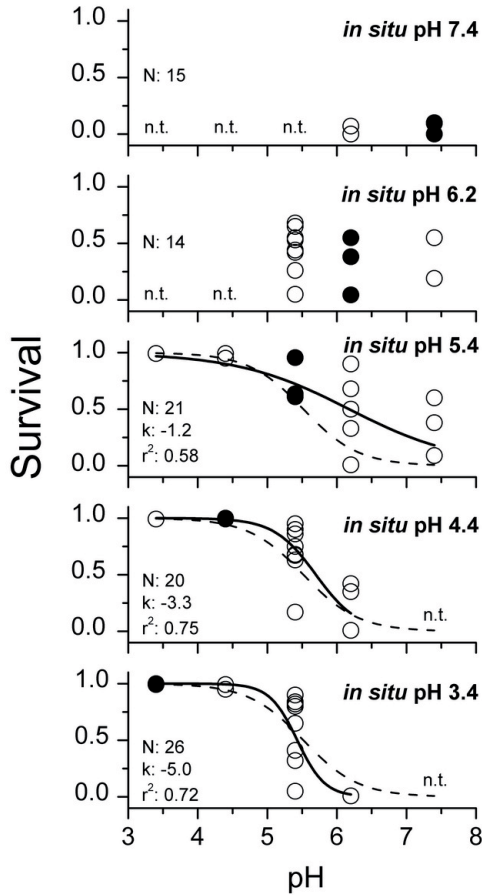 in situ pH 7.4
1.0
N: 15
0.5
n.t. n.t. n.t.
0.0
in situ pH 6.2
1.0
N: 14
0.5
n.t. n.t.
0.0
in situ pH 5.4
1.0
N: 21
0.5
k: -1.2
r²: 0.58
0.0
in situ pH 4.4
1.0
N: 20
0.5
k: -3.3
n.t.
r²: 0.75
0.0
in situ pH 3.4
1.0
N: 26
0.5
k: -5.0
n.t.
r²: 0.72
0.0
3 4 5 6 7 8
pH
Survival